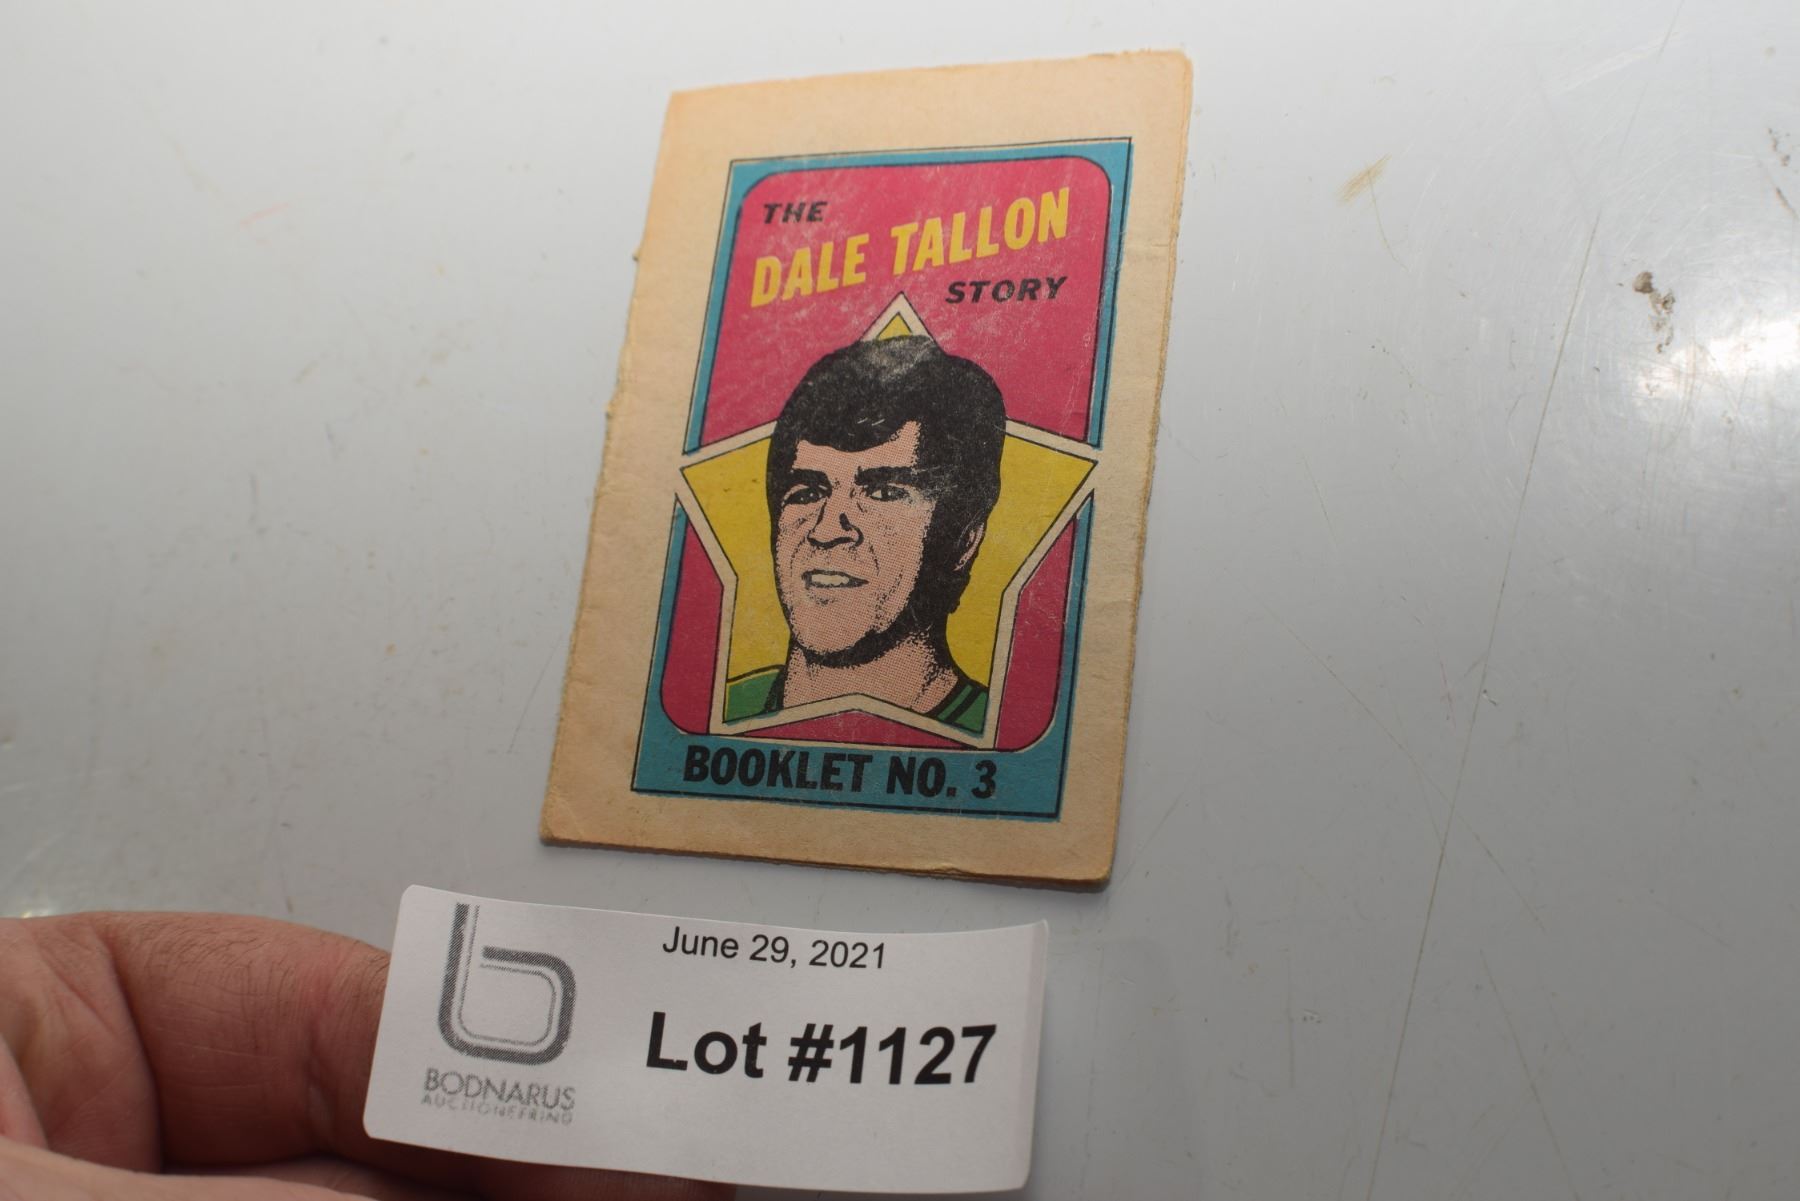 THE
DALE TALLON
STORY
BOOKLET NO. 3
June 29, 2021
Lot #1127
BODNARUS
AUCTIONEERING